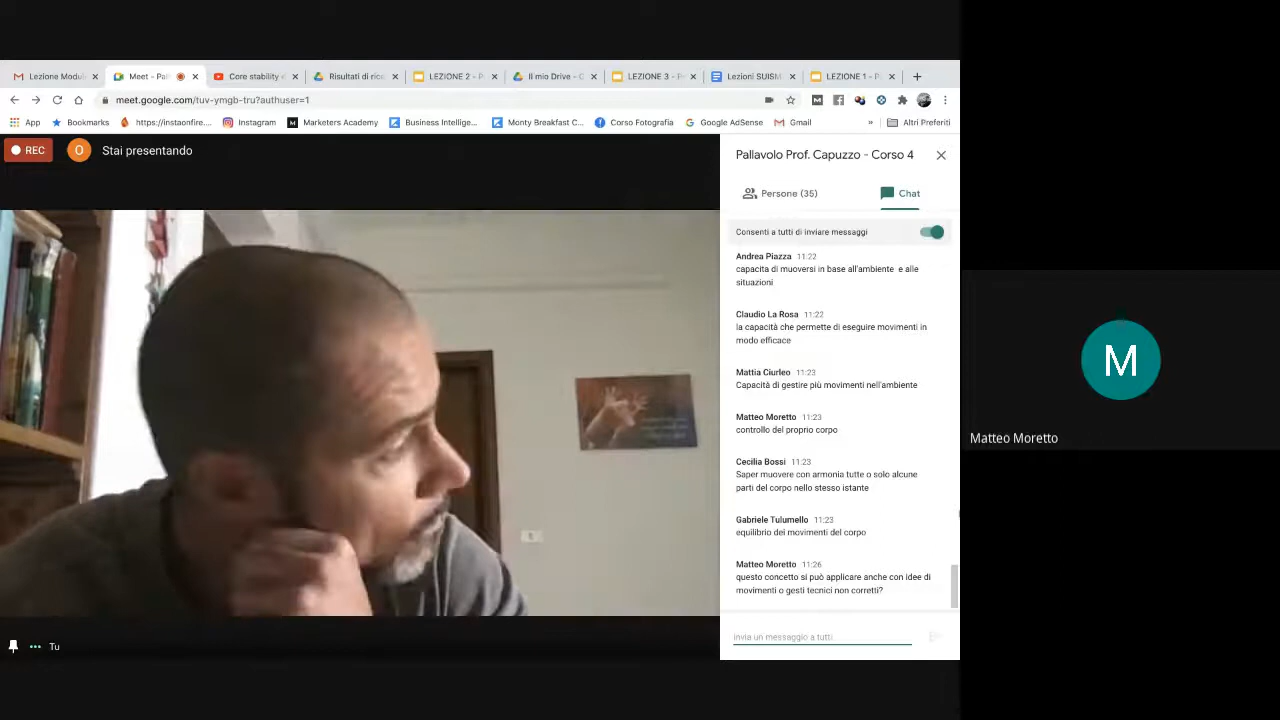 Lezione Modul
Meet - Pal
Core stability e
Risultati di rice
LEZIONE 2 - P
Il mio Drive - G
LEZIONE 3 - P
Lezioni SUISM
LEZIONE 1 - Pa
meet.google.com/tuv-ymgb-tru?authuser=1
App
Bookmarks
https://instaonfire....
Instagram
Marketers Academy
Business Intellige...
Monty Breakfast C...
Corso Fotografia
Google AdSense
Gmail
»
Altri Preferiti
REC
O
Stai presentando
Pallavolo Prof. Capuzzo - Corso 4
Persone (35)
Chat
Consenti a tutti di inviare messaggi
Andrea Piazza 11:22
capacita di muoversi in base all'ambiente e alle
situazioni
Claudio La Rosa 11:22
la capacità che permette di eseguire movimenti in
modo efficace
Mattia Ciurleo 11:23
Capacità di gestire più movimenti nell'ambiente
Matteo Moretto 11:23
controllo del proprio corpo
Cecilia Bossi 11:23
Saper muovere con armonia tutte o solo alcune
parti del corpo nello stesso istante
Gabriele Tulumello 11:23
equilibrio dei movimenti del corpo
Matteo Moretto 11:26
questo concetto si può applicare anche con idee di
movimenti o gesti tecnici non corretti?
invia un messaggio a tutti
Tu
M
Matteo Moretto